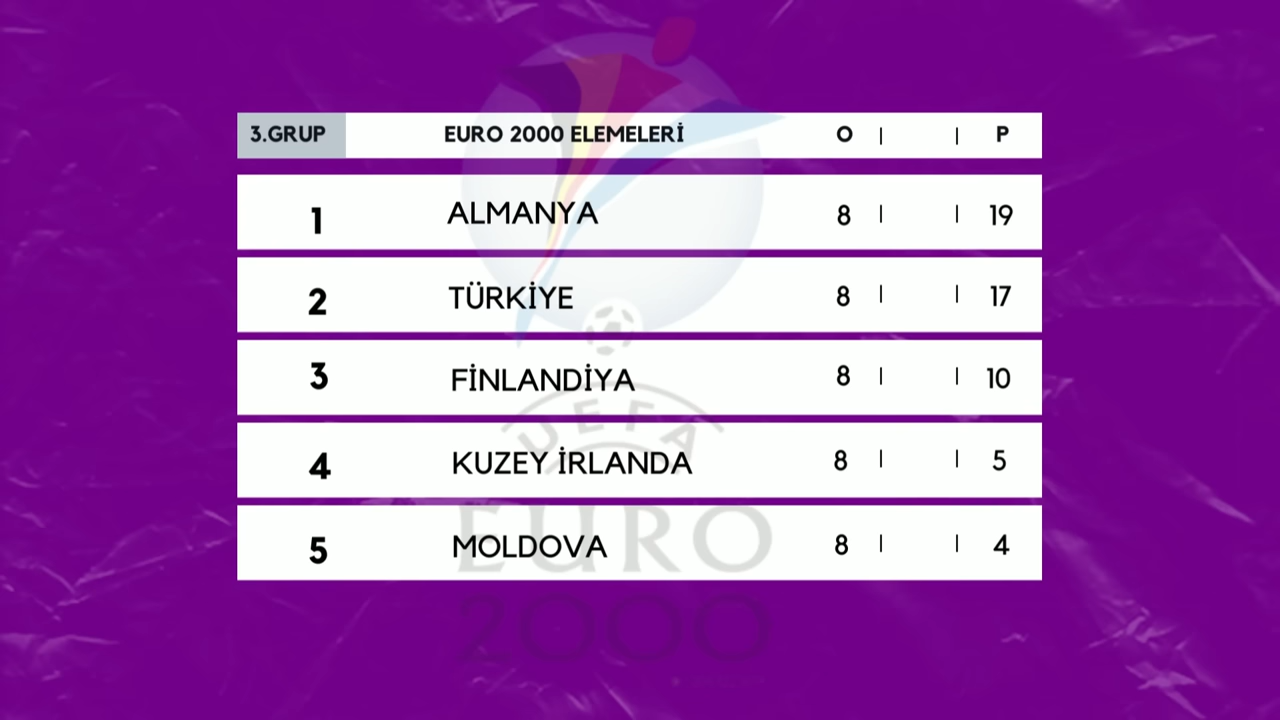 3.GRUP EURO 2000 ELEMELERİ O | | P
1 ALMANYA 8 | | 19
2 TÜRKİYE 8 | | 17
3 FİNLANDİYA 8 | | 10
4 KUZEY İRLANDA 8 | | 5
5 MOLDOVA 8 | | 4
UEFA
EURO
2000